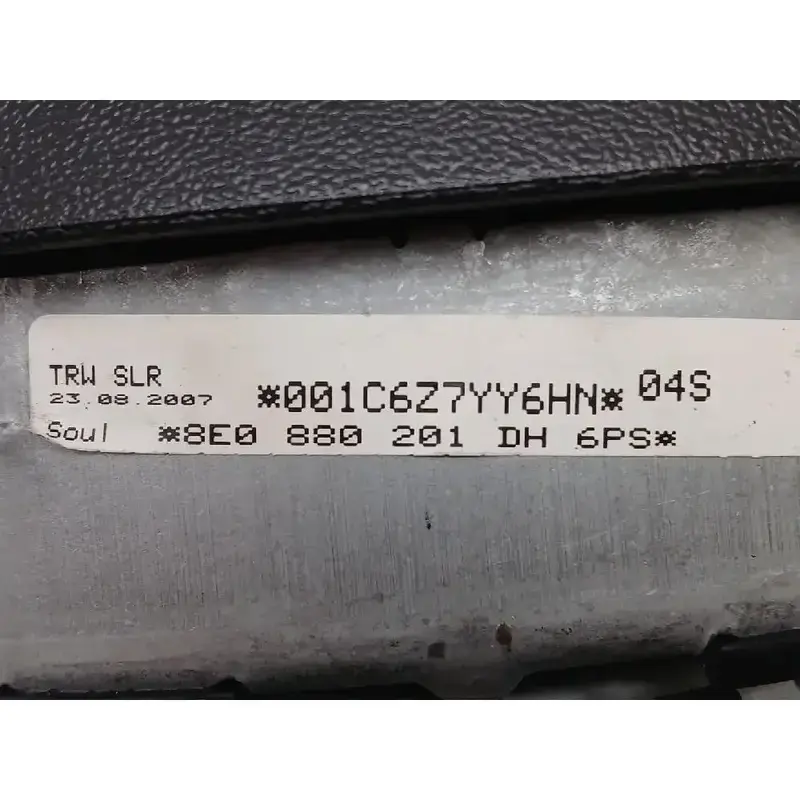 TRW SLR
23.08.2007 *001C6Z7YY6HN* 04S
Soul *8E0 880 201 DH 6PS*